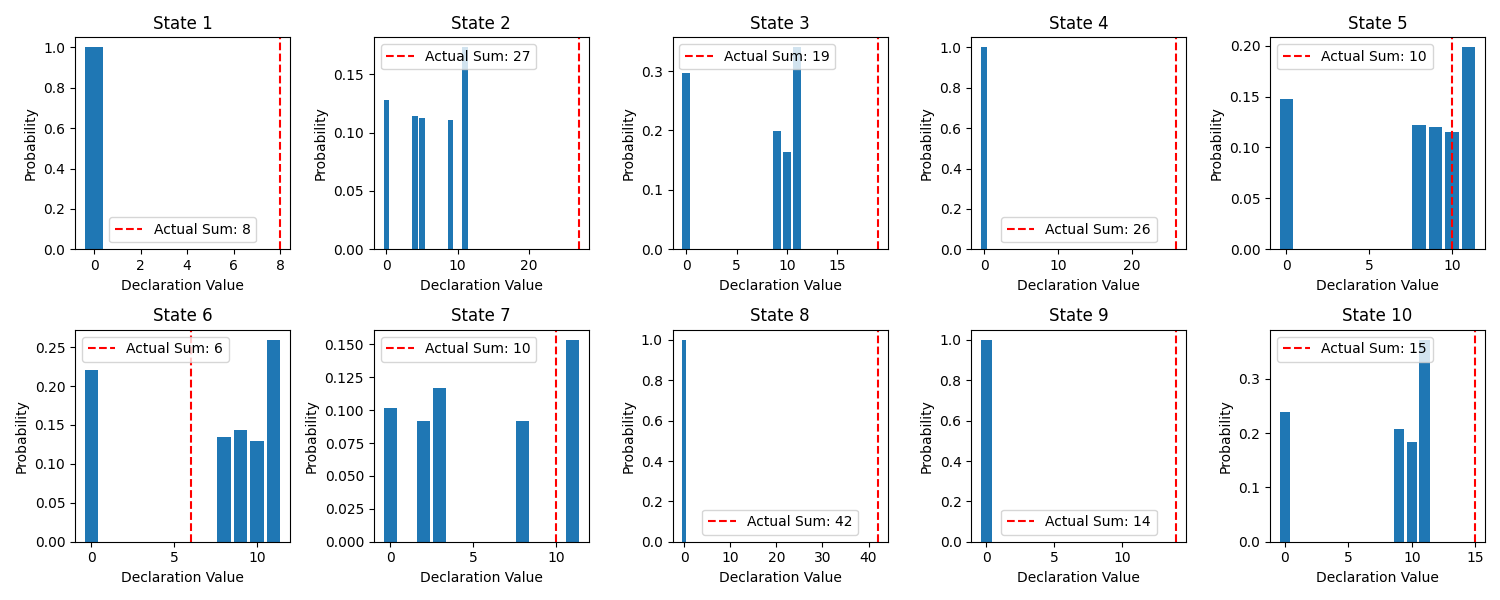 State 1
1.0
0.8
0.6
0.4
0.2
0.0
Probability
Actual Sum: 8
0 2 4 6 8
Declaration Value
State 2
0.15
0.10
0.05
0.00
Probability
Actual Sum: 27
0 10 20
Declaration Value
State 3
0.3
0.2
0.1
0.0
Probability
Actual Sum: 19
0 5 10 15
Declaration Value
State 4
1.0
0.8
0.6
0.4
0.2
0.0
Probability
Actual Sum: 26
0 10 20
Declaration Value
State 5
0.20
0.15
0.10
0.05
0.00
Probability
Actual Sum: 10
0 5 10
Declaration Value
State 6
0.25
0.20
0.15
0.10
0.05
0.00
Probability
Actual Sum: 6
0 5 10
Declaration Value
State 7
0.150
0.125
0.100
0.075
0.050
0.025
0.000
Probability
Actual Sum: 10
0 5 10
Declaration Value
State 8
1.0
0.8
0.6
0.4
0.2
0.0
Probability
Actual Sum: 42
0 10 20 30 40
Declaration Value
State 9
1.0
0.8
0.6
0.4
0.2
0.0
Probability
Actual Sum: 14
0 5 10
Declaration Value
State 10
0.3
0.2
0.1
0.0
Probability
Actual Sum: 15
0 5 10 15
Declaration Value